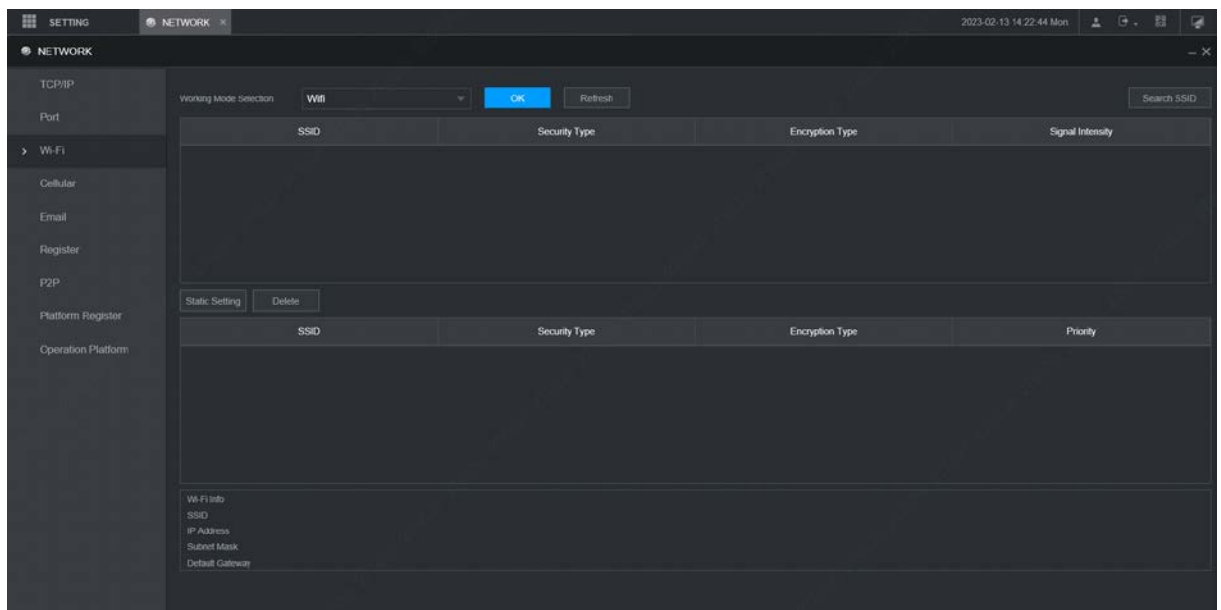 SETTING NETWORK × 2023-02-13 14:22:44 Mon
NETWORK
TCP/IP
Port
Wi-Fi
Cellular
Email
Register
P2P
Platform Register
Operation Platform
Working Mode Selection Wifi OK Refresh Search SSID
SSID Security Type Encryption Type Signal Intensity
Static Setting Delete
SSID Security Type Encryption Type Priority
Wi-Fi Info
SSID
IP Address
Subnet Mask
Default Gateway